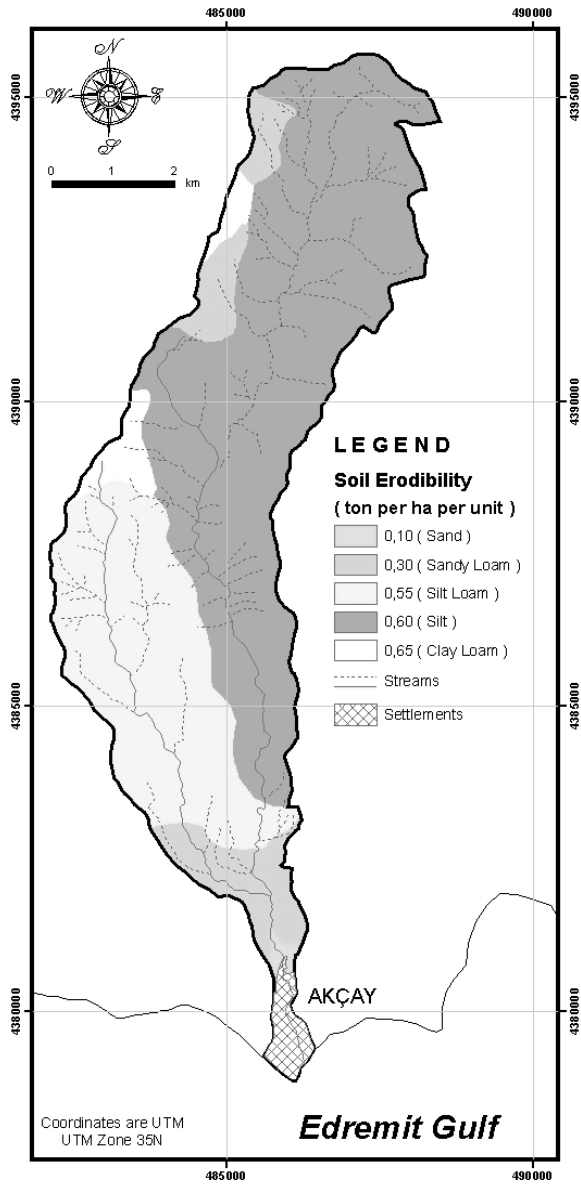 485000 490000
N
W E
S
0 1 2
km
4395000 4395000
4390000 4390000
LEGEND
Soil Erodibility
( ton per ha per unit )
0,10 ( Sand )
0,30 ( Sandy Loam )
0,55 ( Silt Loam )
0,60 ( Silt )
0,65 ( Clay Loam )
Streams
Settlements
4385000 4385000
AKÇAY
4380000 4380000
Coordinates are UTM
UTM Zone 35N
Edremit Gulf
485000 490000